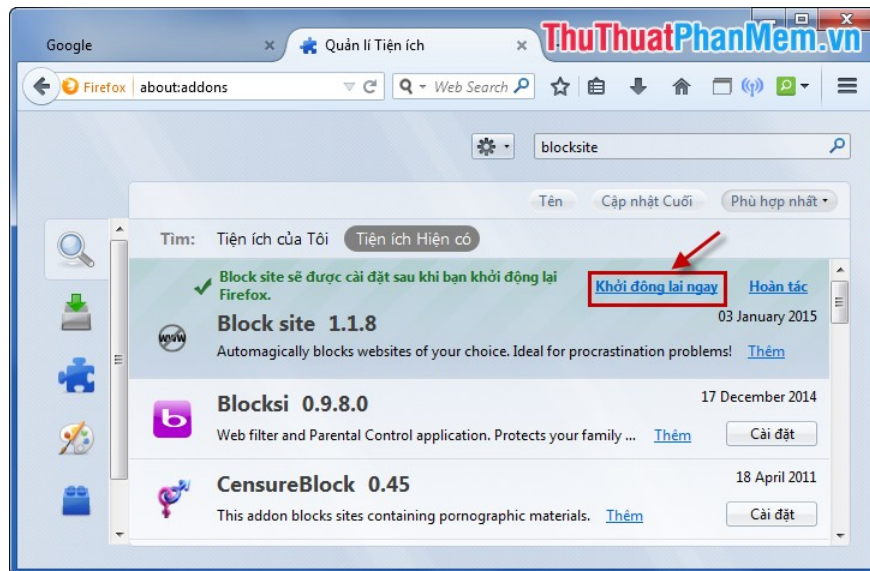 ThuThuatPhanMem.vn
Google
Quản lí Tiện ích
Firefox about:addons Web Search
blocksite
Tên Cập nhật Cuối Phù hợp nhất
Tìm: Tiện ích của Tôi Tiện ích Hiện có
Block site sẽ được cài đặt sau khi bạn khởi động lại
Firefox.
Khởi động lại ngay Hoàn tác
www
Block site 1.1.8 03 January 2015
Automagically blocks websites of your choice. Ideal for procrastination problems! Thêm
b
Blocksi 0.9.8.0 17 December 2014
Web filter and Parental Control application. Protects your family ... Thêm Cài đặt
CensureBlock 0.45 18 April 2011
This addon blocks sites containing pornographic materials. Thêm Cài đặt